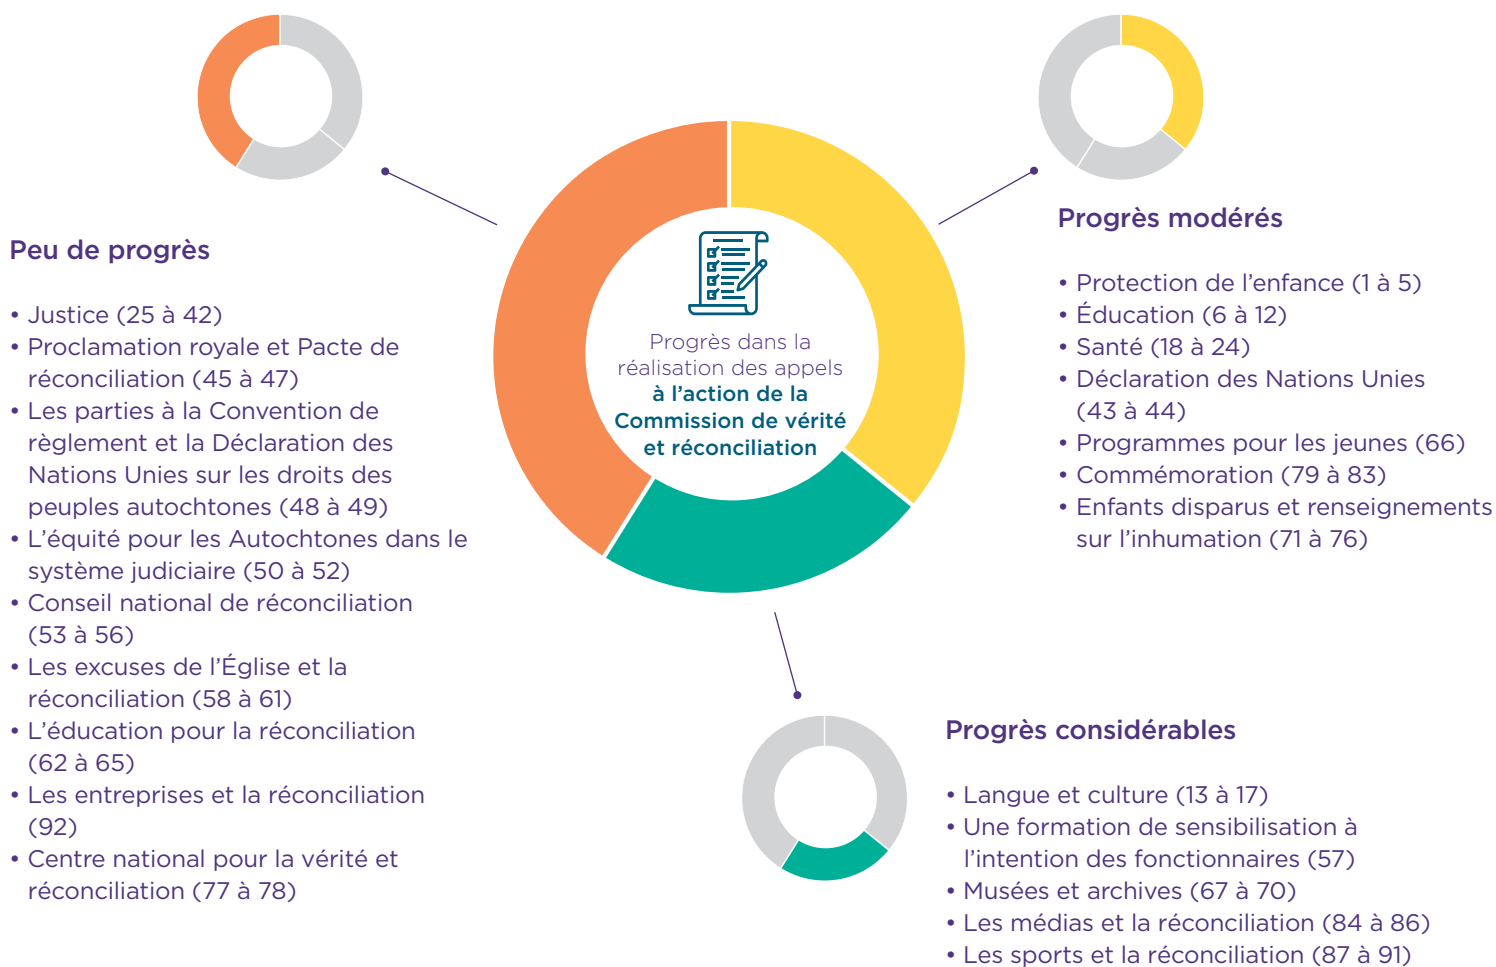 Progrès dans la
réalisation des appels
à l’action de la
Commission de vérité
et réconciliation
Peu de progrès
• Justice (25 à 42)
• Proclamation royale et Pacte de
réconciliation (45 à 47)
• Les parties à la Convention de
règlement et la Déclaration des
Nations Unies sur les droits des
peuples autochtones (48 à 49)
• L’équité pour les Autochtones dans le
système judiciaire (50 à 52)
• Conseil national de réconciliation
(53 à 56)
• Les excuses de l’Église et la
réconciliation (58 à 61)
• L’éducation pour la réconciliation
(62 à 65)
• Les entreprises et la réconciliation
(92)
• Centre national pour la vérité et
réconciliation (77 à 78)
Progrès modérés
• Protection de l’enfance (1 à 5)
• Éducation (6 à 12)
• Santé (18 à 24)
• Déclaration des Nations Unies
(43 à 44)
• Programmes pour les jeunes (66)
• Commémoration (79 à 83)
• Enfants disparus et renseignements
sur l’inhumation (71 à 76)
Progrès considérables
• Langue et culture (13 à 17)
• Une formation de sensibilisation à
l’intention des fonctionnaires (57)
• Musées et archives (67 à 70)
• Les médias et la réconciliation (84 à 86)
• Les sports et la réconciliation (87 à 91)